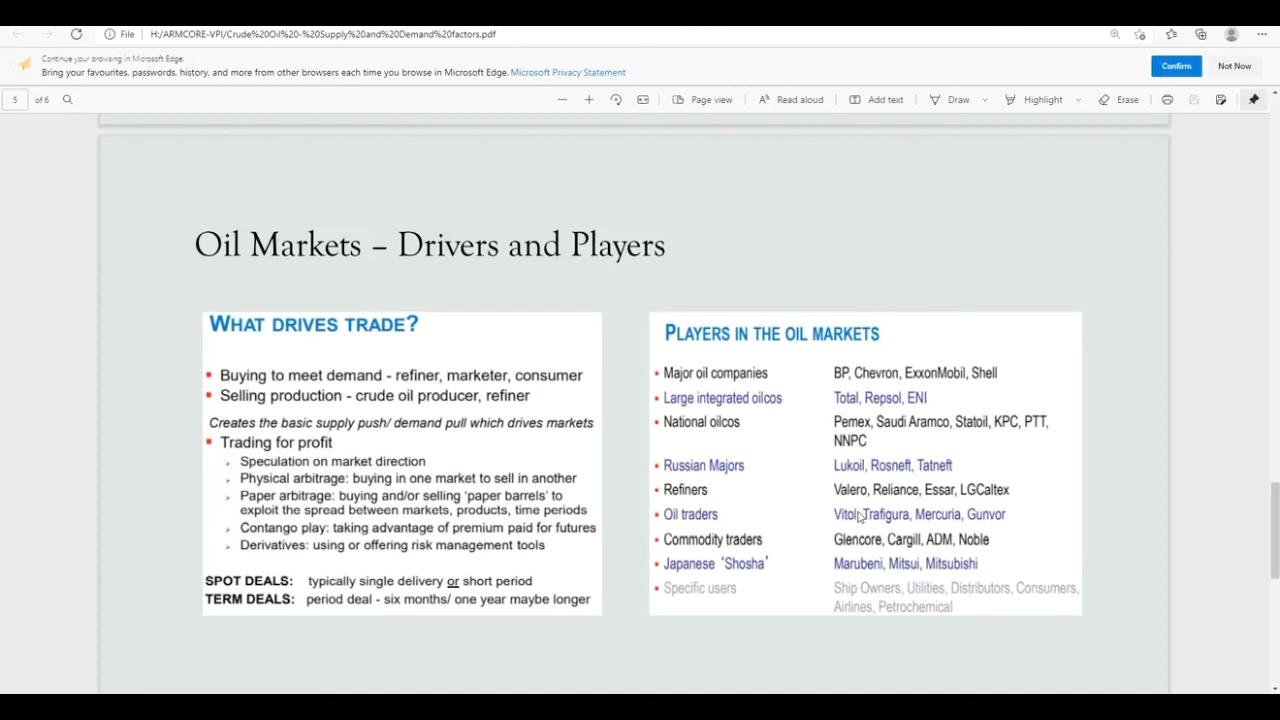 File H:/ARMCORE-VPI/Crude%20Oil%20-%20Supply%20and%20Demand%20factors.pdf
Continue your browsing in Microsoft Edge.
Bring your favourites, passwords, history, and more from other browsers each time you browse in Microsoft Edge. Microsoft Privacy Statement
Confirm Not Now
5 of 6 Page view Read aloud Add text Draw Highlight Erase
Oil Markets – Drivers and Players
WHAT DRIVES TRADE?
• Buying to meet demand - refiner, marketer, consumer
• Selling production - crude oil producer, refiner
Creates the basic supply push/ demand pull which drives markets
• Trading for profit
Speculation on market direction
Physical arbitrage: buying in one market to sell in another
Paper arbitrage: buying and/or selling ‘paper barrels’ to
exploit the spread between markets, products, time periods
Contango play: taking advantage of premium paid for futures
Derivatives: using or offering risk management tools
SPOT DEALS: typically single delivery or short period
TERM DEALS: period deal - six months/ one year maybe longer
PLAYERS IN THE OIL MARKETS
• Major oil companies BP, Chevron, ExxonMobil, Shell
• Large integrated oilcos Total, Repsol, ENI
• National oilcos Pemex, Saudi Aramco, Statoil, KPC, PTT,
NNPC
• Russian Majors Lukoil, Rosneft, Tatneft
• Refiners Valero, Reliance, Essar, LGCaltex
• Oil traders Vitol, Trafigura, Mercuria, Gunvor
• Commodity traders Glencore, Cargill, ADM, Noble
• Japanese ‘Shosha’ Marubeni, Mitsui, Mitsubishi
• Specific users Ship Owners, Utilities, Distributors, Consumers,
Airlines, Petrochemical